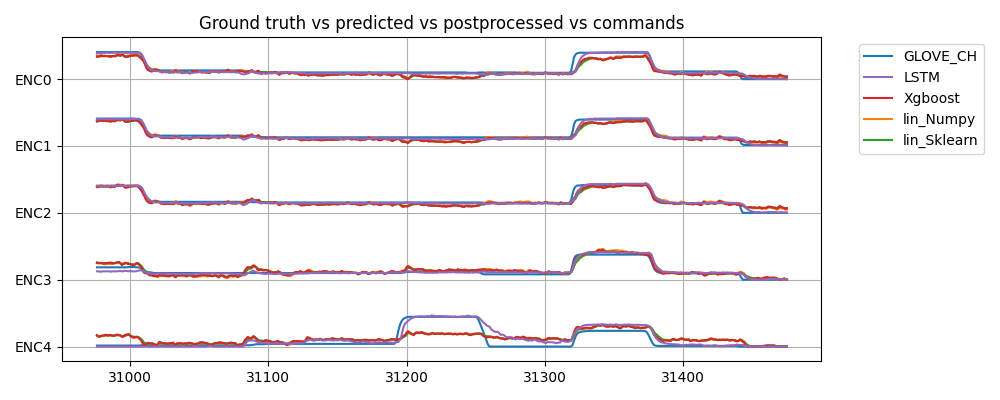 Ground truth vs predicted vs postprocessed vs commands
ENC0
ENC1
ENC2
ENC3
ENC4
31000 31100 31200 31300 31400
GLOVE_CH
LSTM
Xgboost
lin_Numpy
lin_Sklearn